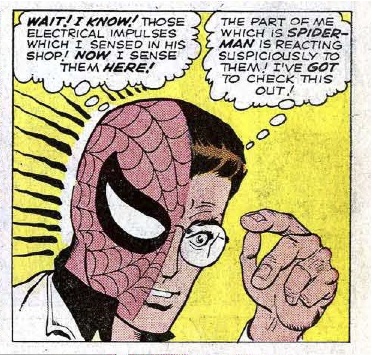 WAIT! I KNOW! THOSE
ELECTRICAL IMPULSES
WHICH I SENSED IN HIS
SHOP! NOW I SENSE
THEM HERE!
THE PART OF ME
WHICH IS SPIDER-
MAN IS REACTING
SUSPICIOUSLY TO
THEM! I'VE GOT
TO CHECK THIS
OUT!